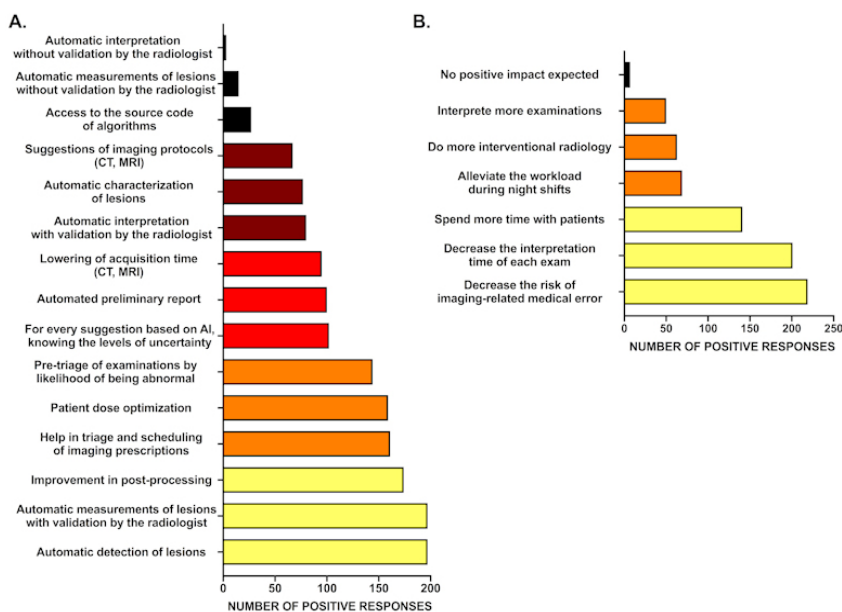 A.
Automatic interpretation
without validation by the radiologist
Automatic measurements of lesions
without validation by the radiologist
Access to the source code
of algorithms
Suggestions of imaging protocols
(CT, MRI)
Automatic characterization
of lesions
Automatic interpretation
with validation by the radiologist
Lowering of acquisition time
(CT, MRI)
Automated preliminary report
For every suggestion based on AI,
knowing the levels of uncertainty
Pre-triage of examinations by
likelihood of being abnormal
Patient dose optimization
Help in triage and scheduling
of imaging prescriptions
Improvement in post-processing
Automatic measurements of lesions
with validation by the radiologist
Automatic detection of lesions
0 50 100 150 200
NUMBER OF POSITIVE RESPONSES
B.
No positive impact expected
Interprete more examinations
Do more interventional radiology
Alleviate the workload
during night shifts
Spend more time with patients
Decrease the interpretation
time of each exam
Decrease the risk of
imaging-related medical error
0 50 100 150 200 250
NUMBER OF POSITIVE RESPONSES